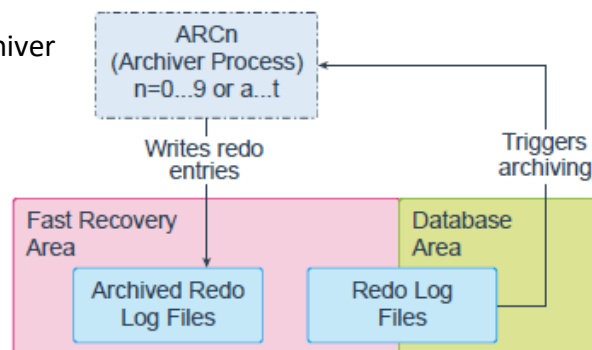 hiver
ARCn
(Archiver Process)
n=0...9 or a...t
Writes redo
entries
Triggers
archiving
Fast Recovery
Area
Database
Area
Archived Redo
Log Files
Redo Log
Files